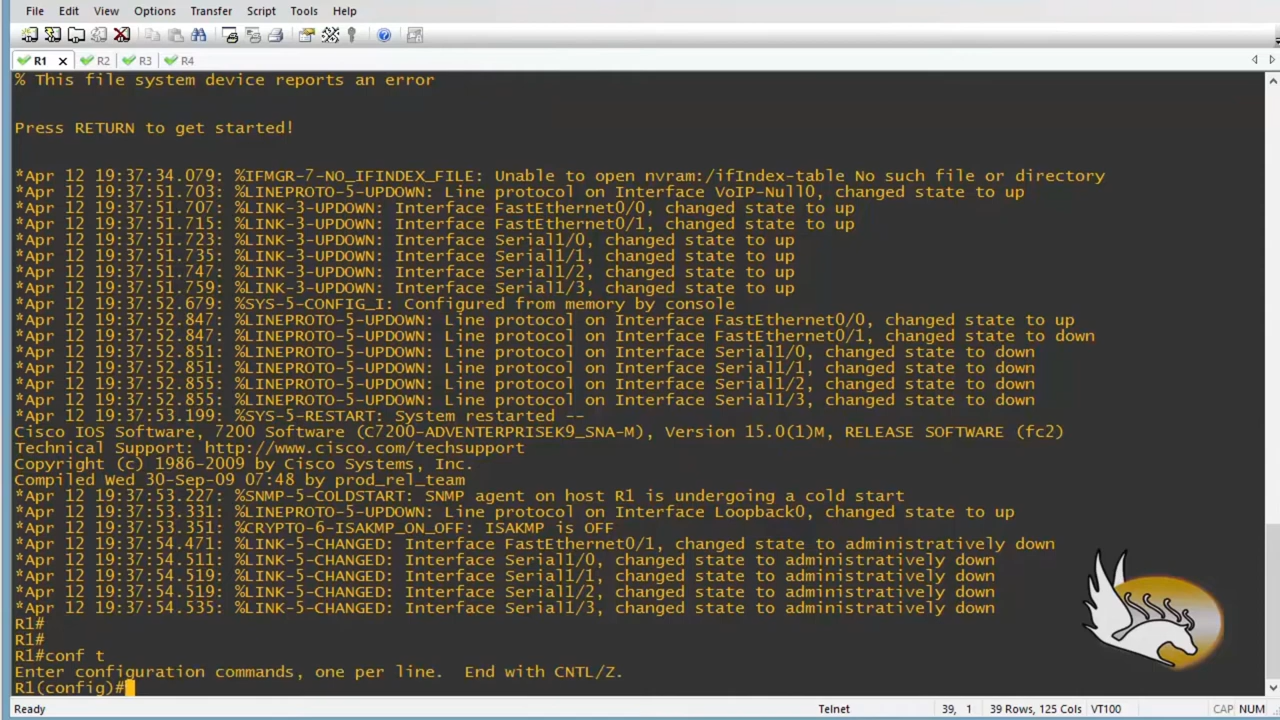 File Edit View Options Transfer Script Tools Help
R1 x R2 R3 R4
% This file system device reports an error
Press RETURN to get started!
*Apr 12 19:37:34.079: %IFMGR-7-NO_IFINDEX_FILE: Unable to open nvram:/ifIndex-table No such file or directory
*Apr 12 19:37:51.703: %LINEPROTO-5-UPDOWN: Line protocol on Interface VoIP-Null0, changed state to up
*Apr 12 19:37:51.707: %LINK-3-UPDOWN: Interface FastEthernet0/0, changed state to up
*Apr 12 19:37:51.715: %LINK-3-UPDOWN: Interface FastEthernet0/1, changed state to up
*Apr 12 19:37:51.723: %LINK-3-UPDOWN: Interface Serial1/0, changed state to up
*Apr 12 19:37:51.735: %LINK-3-UPDOWN: Interface Serial1/1, changed state to up
*Apr 12 19:37:51.747: %LINK-3-UPDOWN: Interface Serial1/2, changed state to up
*Apr 12 19:37:51.759: %LINK-3-UPDOWN: Interface Serial1/3, changed state to up
*Apr 12 19:37:52.679: %SYS-5-CONFIG_I: Configured from memory by console
*Apr 12 19:37:52.847: %LINEPROTO-5-UPDOWN: Line protocol on Interface FastEthernet0/0, changed state to up
*Apr 12 19:37:52.847: %LINEPROTO-5-UPDOWN: Line protocol on Interface FastEthernet0/1, changed state to down
*Apr 12 19:37:52.851: %LINEPROTO-5-UPDOWN: Line protocol on Interface Serial1/0, changed state to down
*Apr 12 19:37:52.851: %LINEPROTO-5-UPDOWN: Line protocol on Interface Serial1/1, changed state to down
*Apr 12 19:37:52.855: %LINEPROTO-5-UPDOWN: Line protocol on Interface Serial1/2, changed state to down
*Apr 12 19:37:52.855: %LINEPROTO-5-UPDOWN: Line protocol on Interface Serial1/3, changed state to down
*Apr 12 19:37:53.199: %SYS-5-RESTART: System restarted --
Cisco IOS Software, 7200 Software (C7200-ADVENTERPRISEK9_SNA-M), Version 15.0(1)M, RELEASE SOFTWARE (fc2)
Technical Support: http://www.cisco.com/techsupport
Copyright (c) 1986-2009 by Cisco Systems, Inc.
Compiled Wed 30-Sep-09 07:48 by prod_rel_team
*Apr 12 19:37:53.227: %SNMP-5-COLDSTART: SNMP agent on host R1 is undergoing a cold start
*Apr 12 19:37:53.331: %LINEPROTO-5-UPDOWN: Line protocol on Interface Loopback0, changed state to up
*Apr 12 19:37:53.351: %CRYPTO-6-ISAKMP_ON_OFF: ISAKMP is OFF
*Apr 12 19:37:54.471: %LINK-5-CHANGED: Interface FastEthernet0/1, changed state to administratively down
*Apr 12 19:37:54.511: %LINK-5-CHANGED: Interface Serial1/0, changed state to administratively down
*Apr 12 19:37:54.519: %LINK-5-CHANGED: Interface Serial1/1, changed state to administratively down
*Apr 12 19:37:54.519: %LINK-5-CHANGED: Interface Serial1/2, changed state to administratively down
*Apr 12 19:37:54.535: %LINK-5-CHANGED: Interface Serial1/3, changed state to administratively down
R1#
R1#
R1#conf t
Enter configuration commands, one per line.  End with CNTL/Z.
R1(config)#
Ready Telnet 39, 1 39 Rows, 125 Cols VT100 CAP NUM